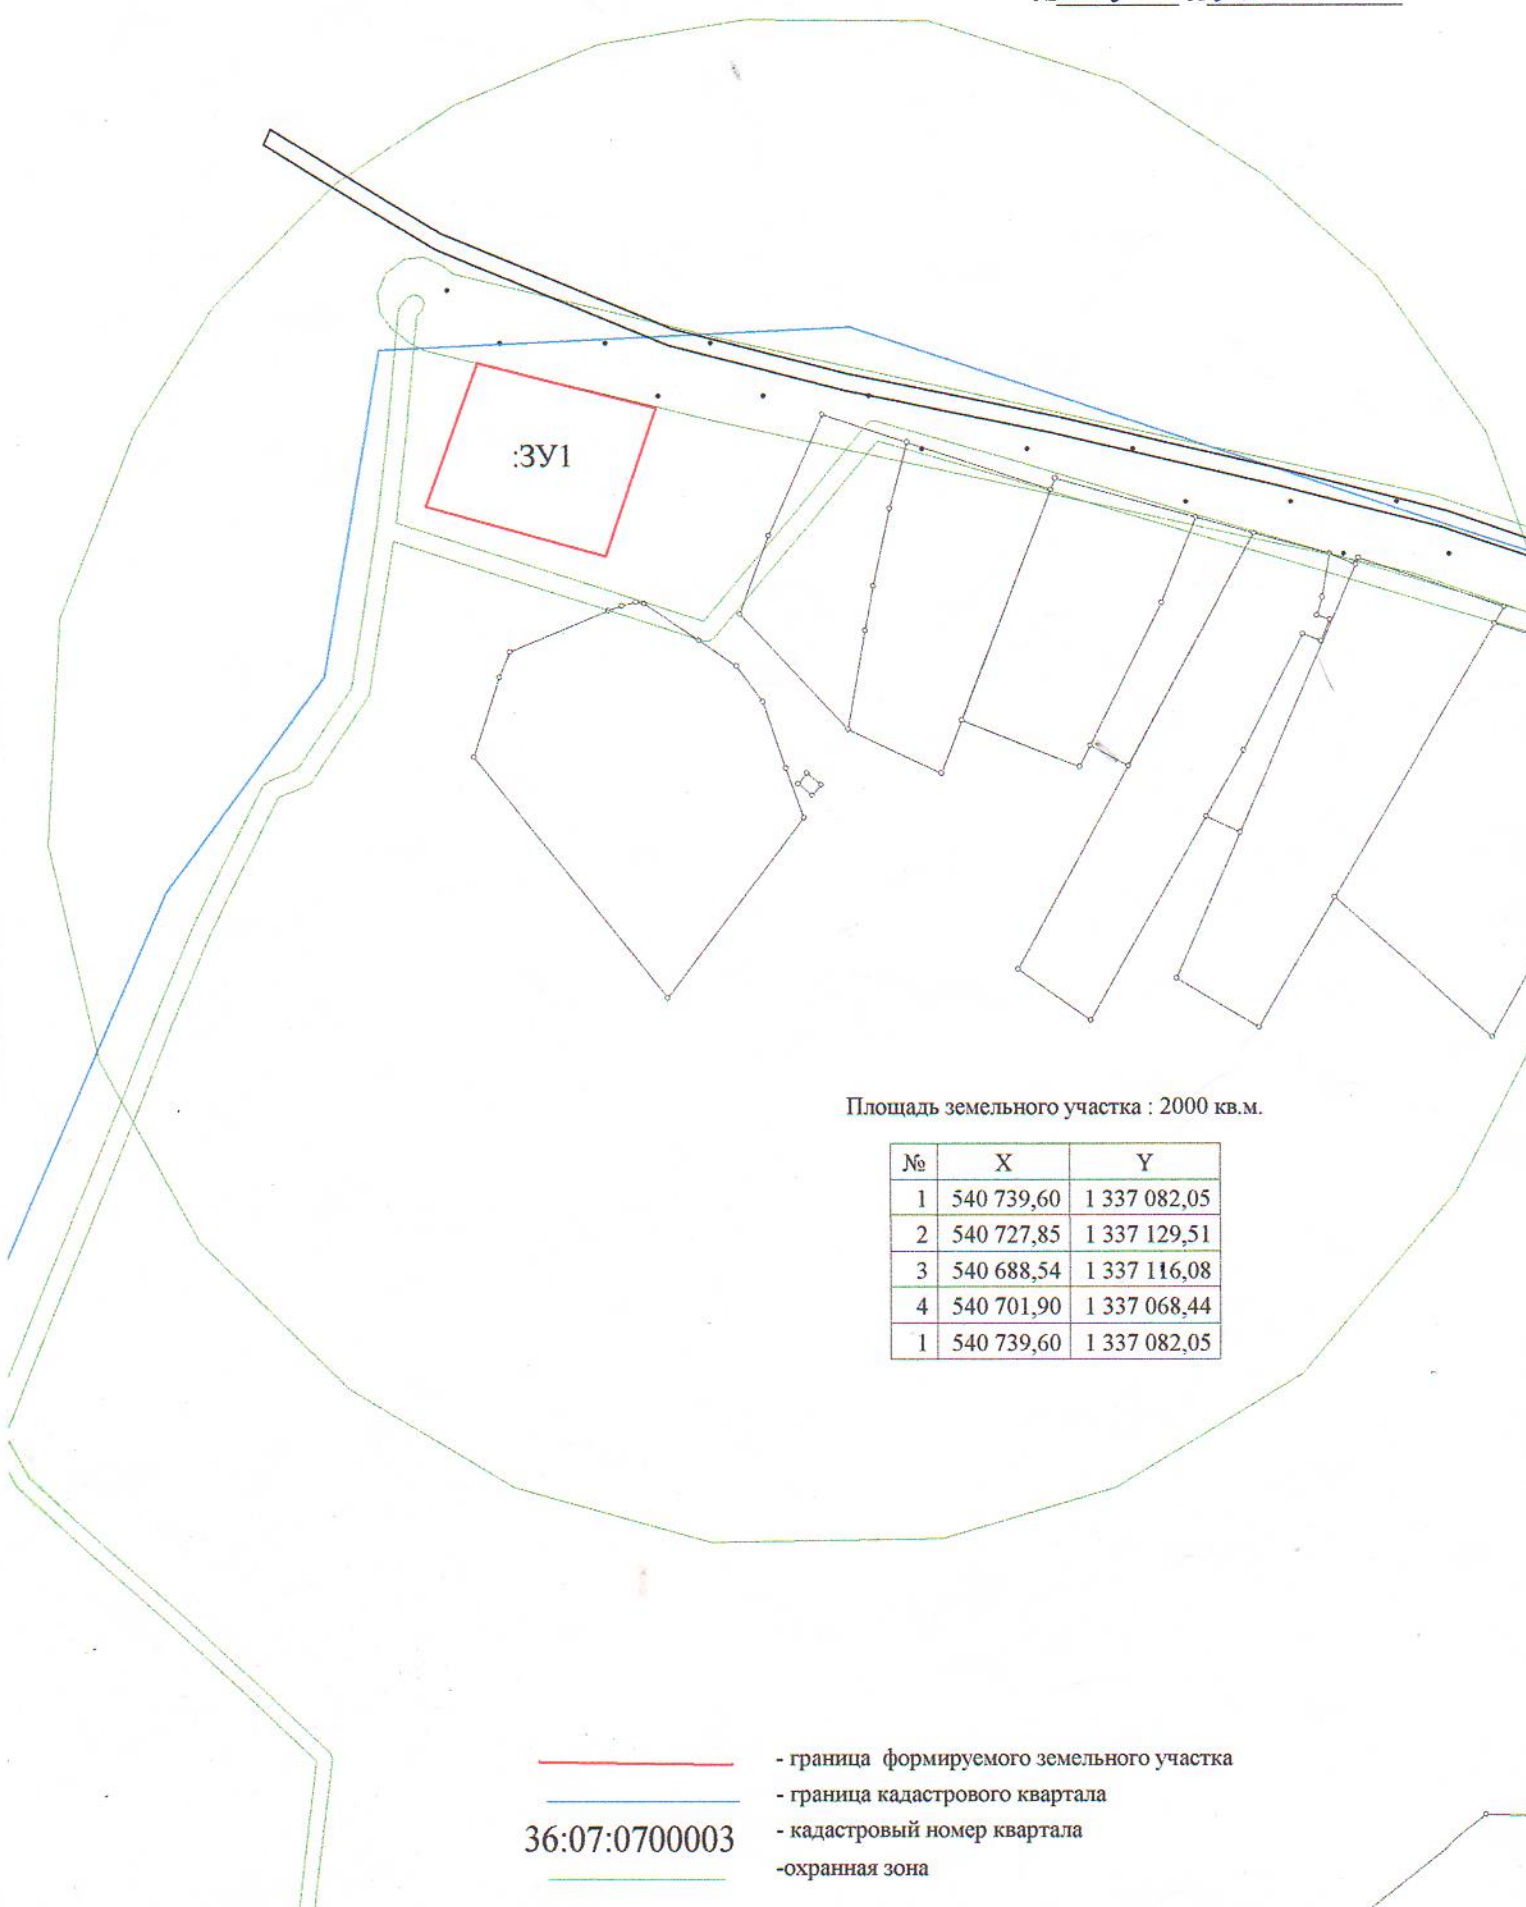 :ЗУ1
Площадь земельного участка : 2000 кв.м.
№ X Y
1 540 739,60 1 337 082,05
2 540 727,85 1 337 129,51
3 540 688,54 1 337 116,08
4 540 701,90 1 337 068,44
1 540 739,60 1 337 082,05
- граница формируемого земельного участка
- граница кадастрового квартала
36:07:0700003 - кадастровый номер квартала
-охранная зона